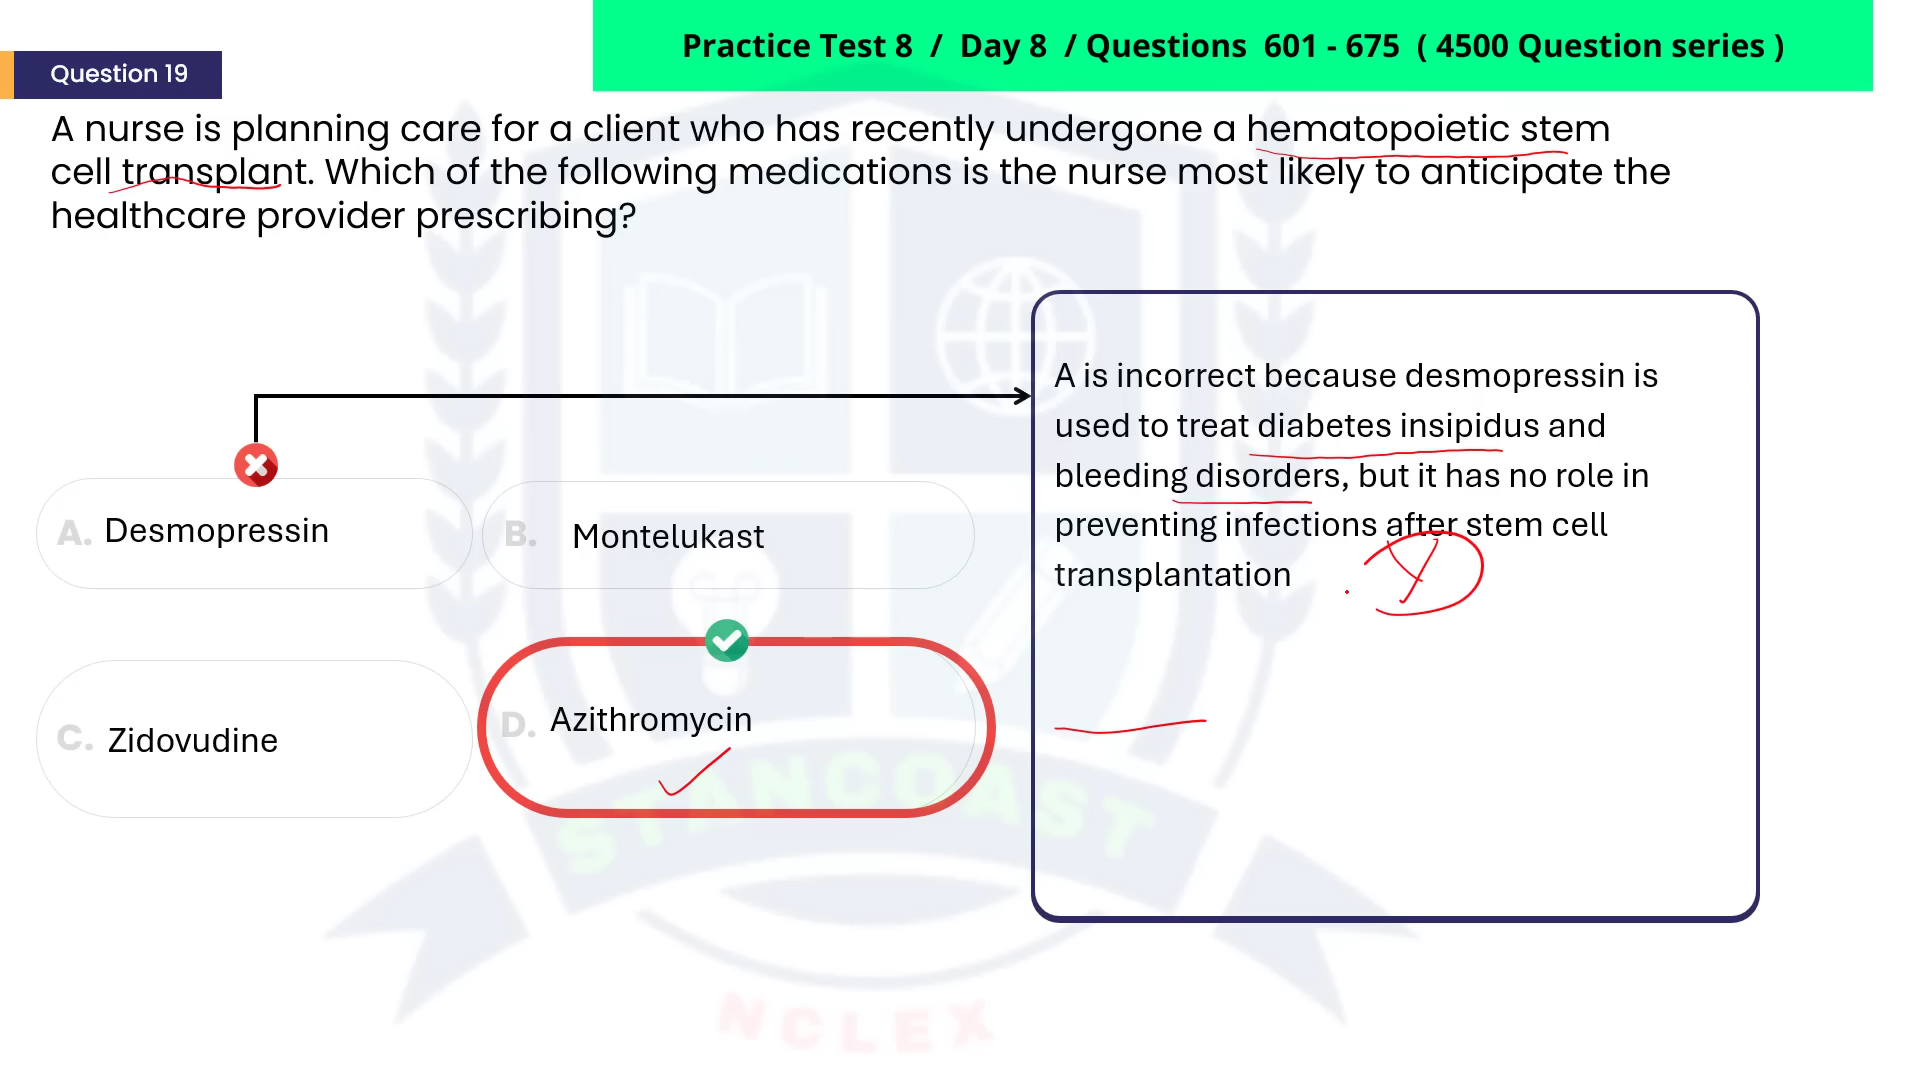 Practice Test 8 / Day 8 / Questions 601 - 675 ( 4500 Question series )
Question 19
A nurse is planning care for a client who has recently undergone a hematopoietic stem
cell transplant. Which of the following medications is the nurse most likely to anticipate the
healthcare provider prescribing?
A is incorrect because desmopressin is
used to treat diabetes insipidus and
bleeding disorders, but it has no role in
preventing infections after stem cell
transplantation
A. Desmopressin
B. Montelukast
C. Zidovudine
D. Azithromycin
STANCOAST
NCLEX